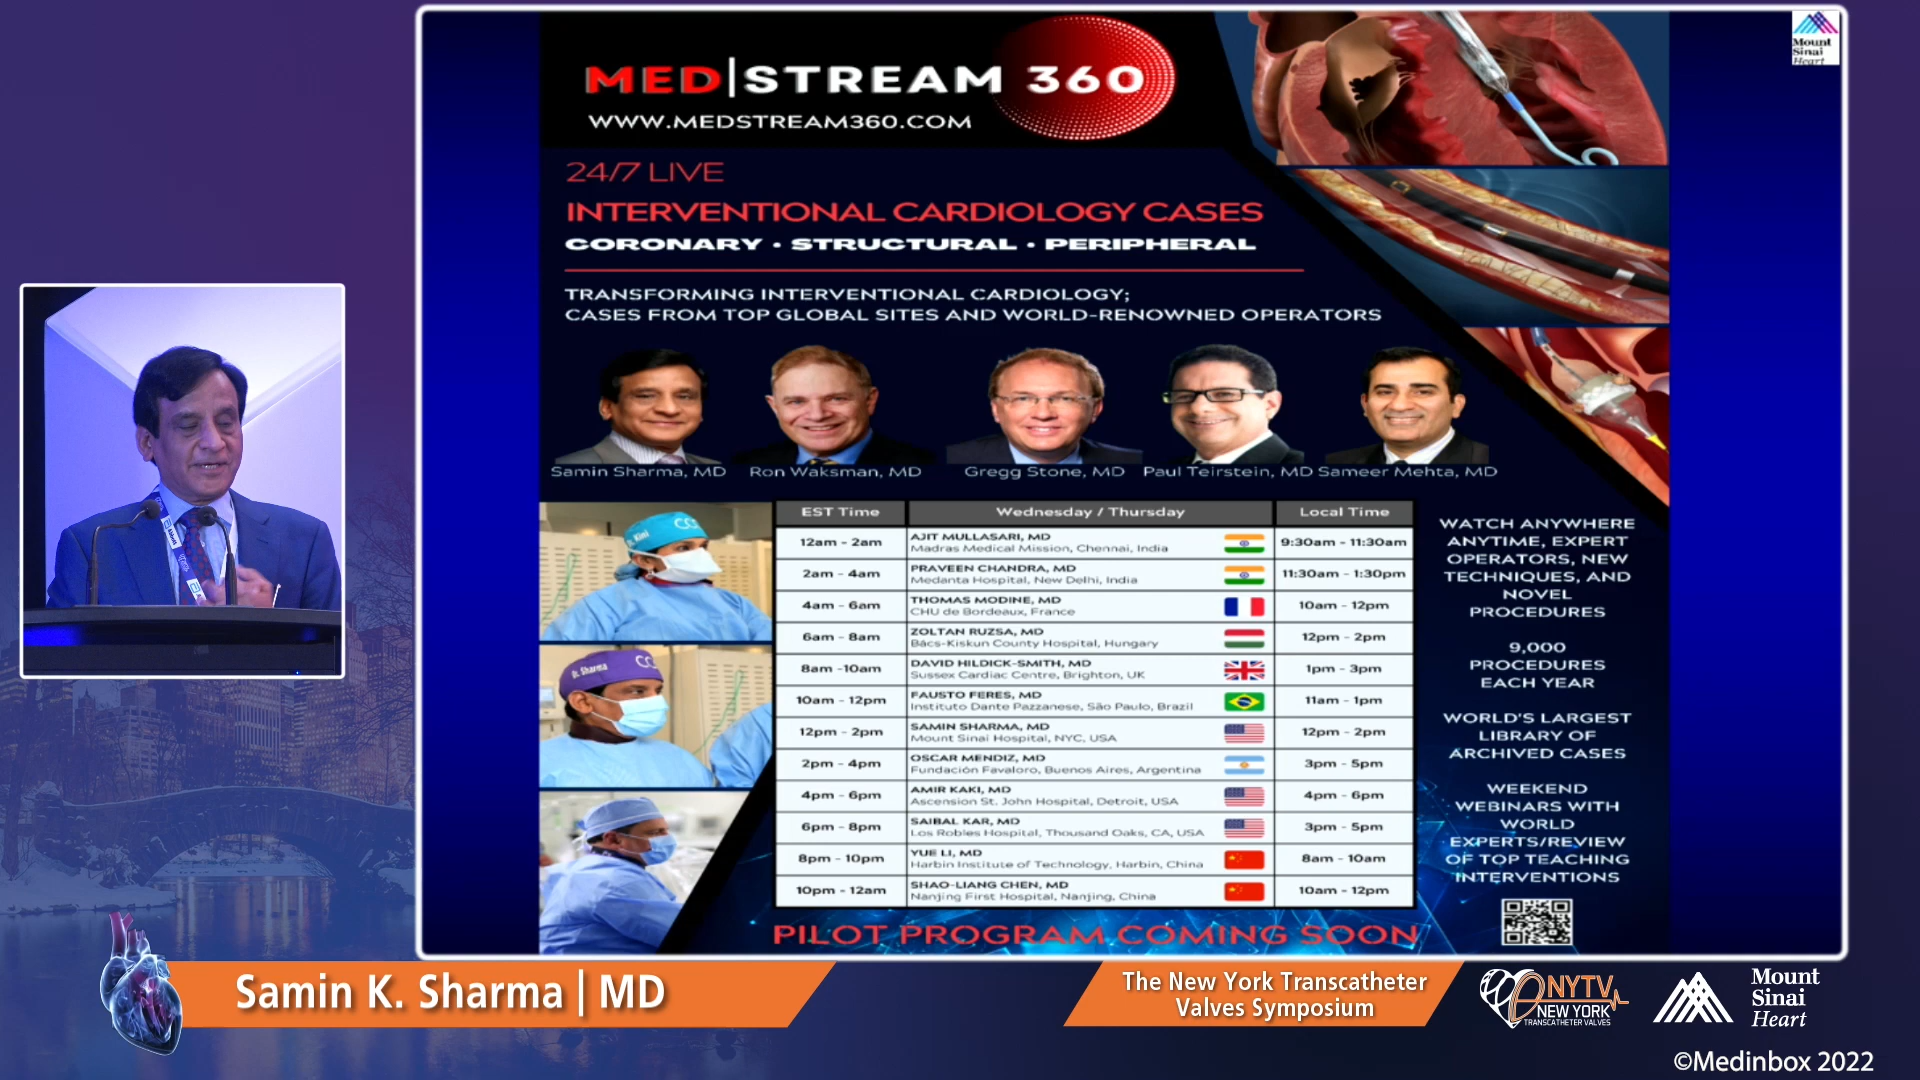 Mount
Sinai
Heart
MED|STREAM 360
WWW.MEDSTREAM360.COM
24/7 LIVE
INTERVENTIONAL CARDIOLOGY CASES
CORONARY • STRUCTURAL • PERIPHERAL
TRANSFORMING INTERVENTIONAL CARDIOLOGY;
CASES FROM TOP GLOBAL SITES AND WORLD-RENOWNED OPERATORS
Samin Sharma, MD Ron Waksman, MD Gregg Stone, MD Paul Teirstein, MD Sameer Mehta, MD
EST Time Wednesday / Thursday Local Time
12am - 2am AJIT MULLASARI, MD 9:30am - 11:30am
Madras Medical Mission, Chennai, India
2am - 4am PRAVEEN CHANDRA, MD 11:30am - 1:30pm
Medanta Hospital, New Delhi, India
4am - 6am THOMAS MODINE, MD 10am - 12pm
CHU de Bordeaux, France
6am - 8am ZOLTAN RUZSA, MD 12pm - 2pm
Bács-Kiskun County Hospital, Hungary
8am -10am DAVID HILDICK-SMITH, MD 1pm - 3pm
Sussex Cardiac Centre, Brighton, UK
10am - 12pm FAUSTO FERES, MD 11am - 1pm
Instituto Dante Pazzanese, São Paulo, Brazil
12pm - 2pm SAMIN SHARMA, MD 12pm - 2pm
Mount Sinai Hospital, NYC, USA
2pm - 4pm OSCAR MENDIZ, MD 3pm - 5pm
Fundación Favaloro, Buenos Aires, Argentina
4pm - 6pm AMIR KAKI, MD 4pm - 6pm
Ascension St. John Hospital, Detroit, USA
6pm - 8pm SAIBAL KAR, MD 3pm - 5pm
Los Robles Hospital, Thousand Oaks, CA, USA
8pm - 10pm YUE LI, MD 8am - 10am
Harbin Institute of Technology, Harbin, China
10pm - 12am SHAO-LIANG CHEN, MD 10am - 12pm
Nanjing First Hospital, Nanjing, China
WATCH ANYWHERE
ANYTIME, EXPERT
OPERATORS, NEW
TECHNIQUES, AND
NOVEL
PROCEDURES
9,000
PROCEDURES
EACH YEAR
WORLD'S LARGEST
LIBRARY OF
ARCHIVED CASES
WEEKEND
WEBINARS WITH
WORLD
EXPERTS/REVIEW
OF TOP TEACHING
INTERVENTIONS
Dr. Sharma
PILOT PROGRAM COMING SOON
Samin K. Sharma | MD
The New York Transcatheter
Valves Symposium
NYTV
NEW YORK
TRANSCATHETER VALVES
Mount
Sinai
Heart
©Medinbox 2022